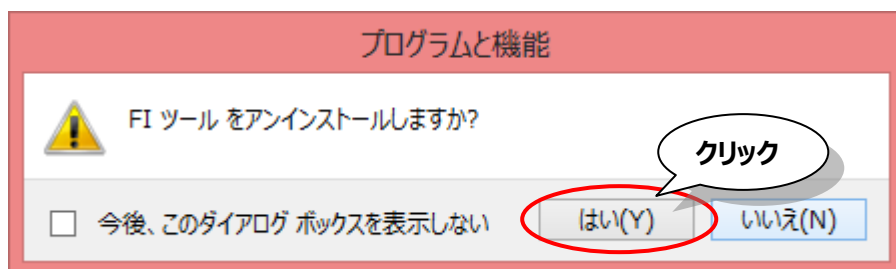 プログラムと機能
FI ツール をアンインストールしますか?
クリック
今後、このダイアログ ボックスを表示しない
はい(Y)
いいえ(N)